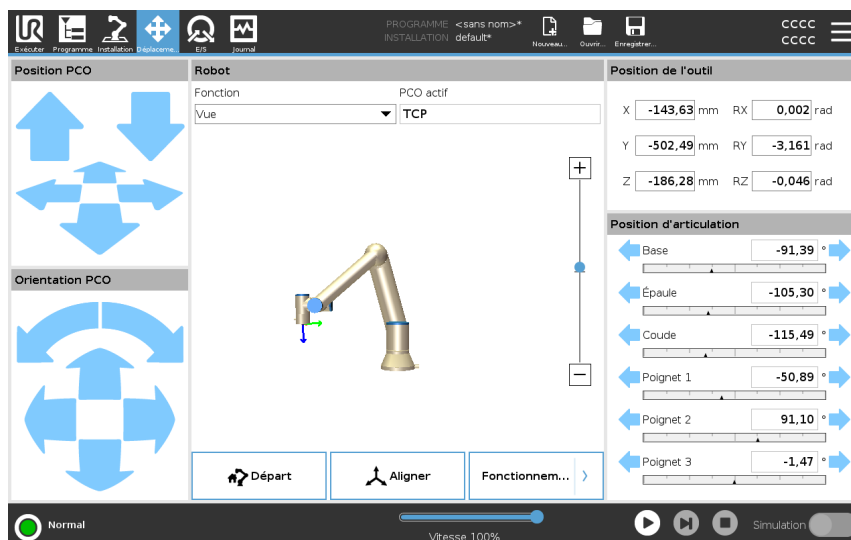 PROGRAMME <sans nom>*
INSTALLATION default*
CCCC
CCCC
Exécuter Programme Installation Déplaceme... E/S Journal Nouveau... Ouvrir... Enregistrer...
Position PCO
Robot
Position de l'outil
Fonction PCO actif
Vue TCP
X -143,63 mm RX 0,002 rad
Y -502,49 mm RY -3,161 rad
Z -186,28 mm RZ -0,046 rad
Position d'articulation
Base -91,39 °
Épaule -105,30 °
Coude -115,49 °
Poignet 1 -50,89 °
Poignet 2 91,10 °
Poignet 3 -1,47 °
Orientation PCO
Départ Aligner Fonctionnem...
Normal
Vitesse 100%
Simulation